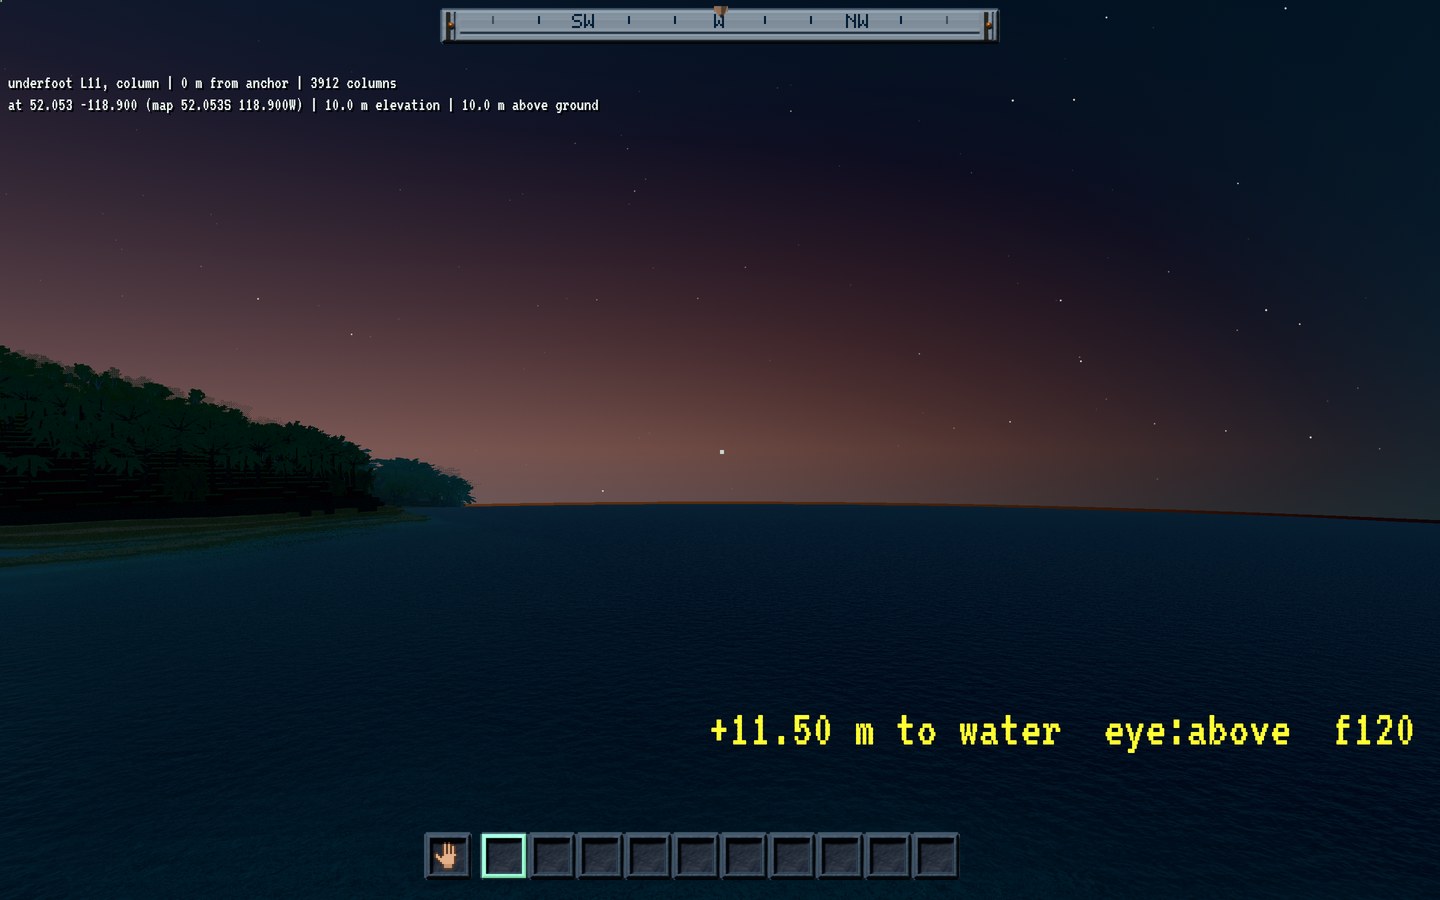 SW W NW
underfoot L11, column | 0 m from anchor | 3912 columns
at 52.053 -118.900 (map 52.053S 118.900W) | 10.0 m elevation | 10.0 m above ground
+11.50 m to water eye:above f120